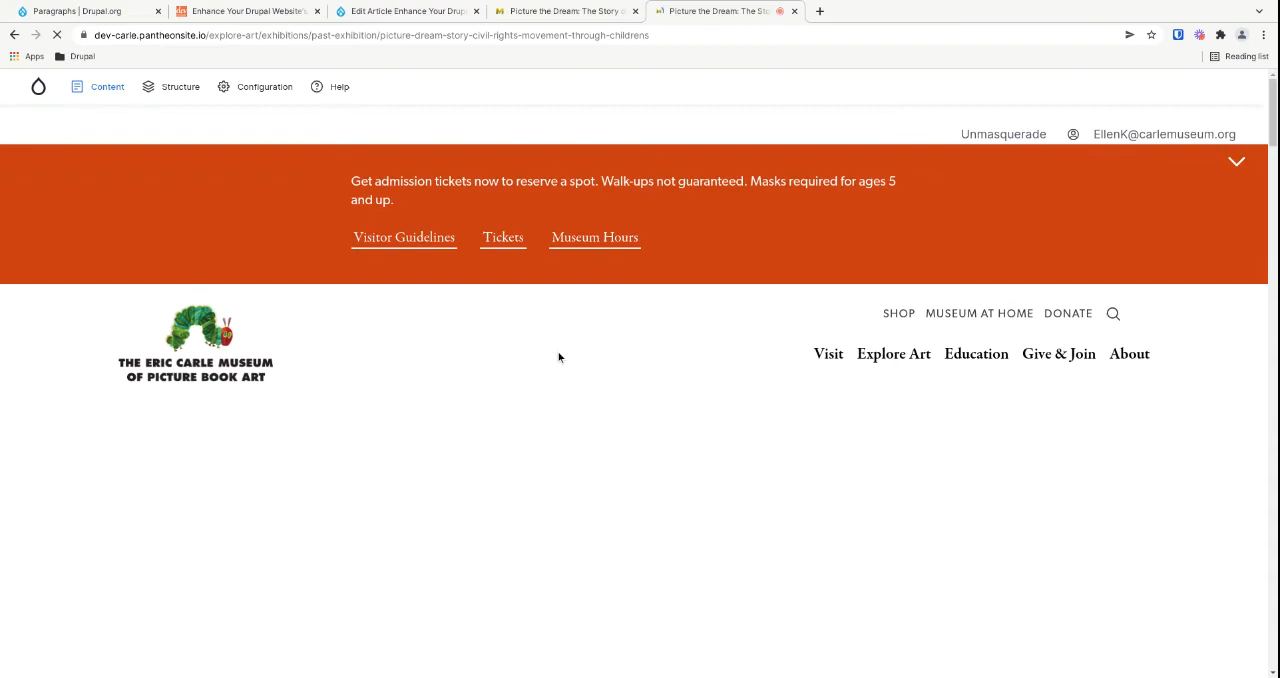 Paragraphs | Drupal.org
Enhance Your Drupal Website's
Edit Article Enhance Your Drup
Picture the Dream: The Story o
Picture the Dream: The Sto
dev-carle.pantheonsite.io/explore-art/exhibitions/past-exhibition/picture-dream-story-civil-rights-movement-through-childrens
Apps Drupal Reading list
Content Structure Configuration Help
Unmasquerade EllenK@carlemuseum.org
Get admission tickets now to reserve a spot. Walk-ups not guaranteed. Masks required for ages 5
and up.
Visitor Guidelines Tickets Museum Hours
SHOP MUSEUM AT HOME DONATE
THE ERIC CARLE MUSEUM
OF PICTURE BOOK ART
Visit Explore Art Education Give & Join About